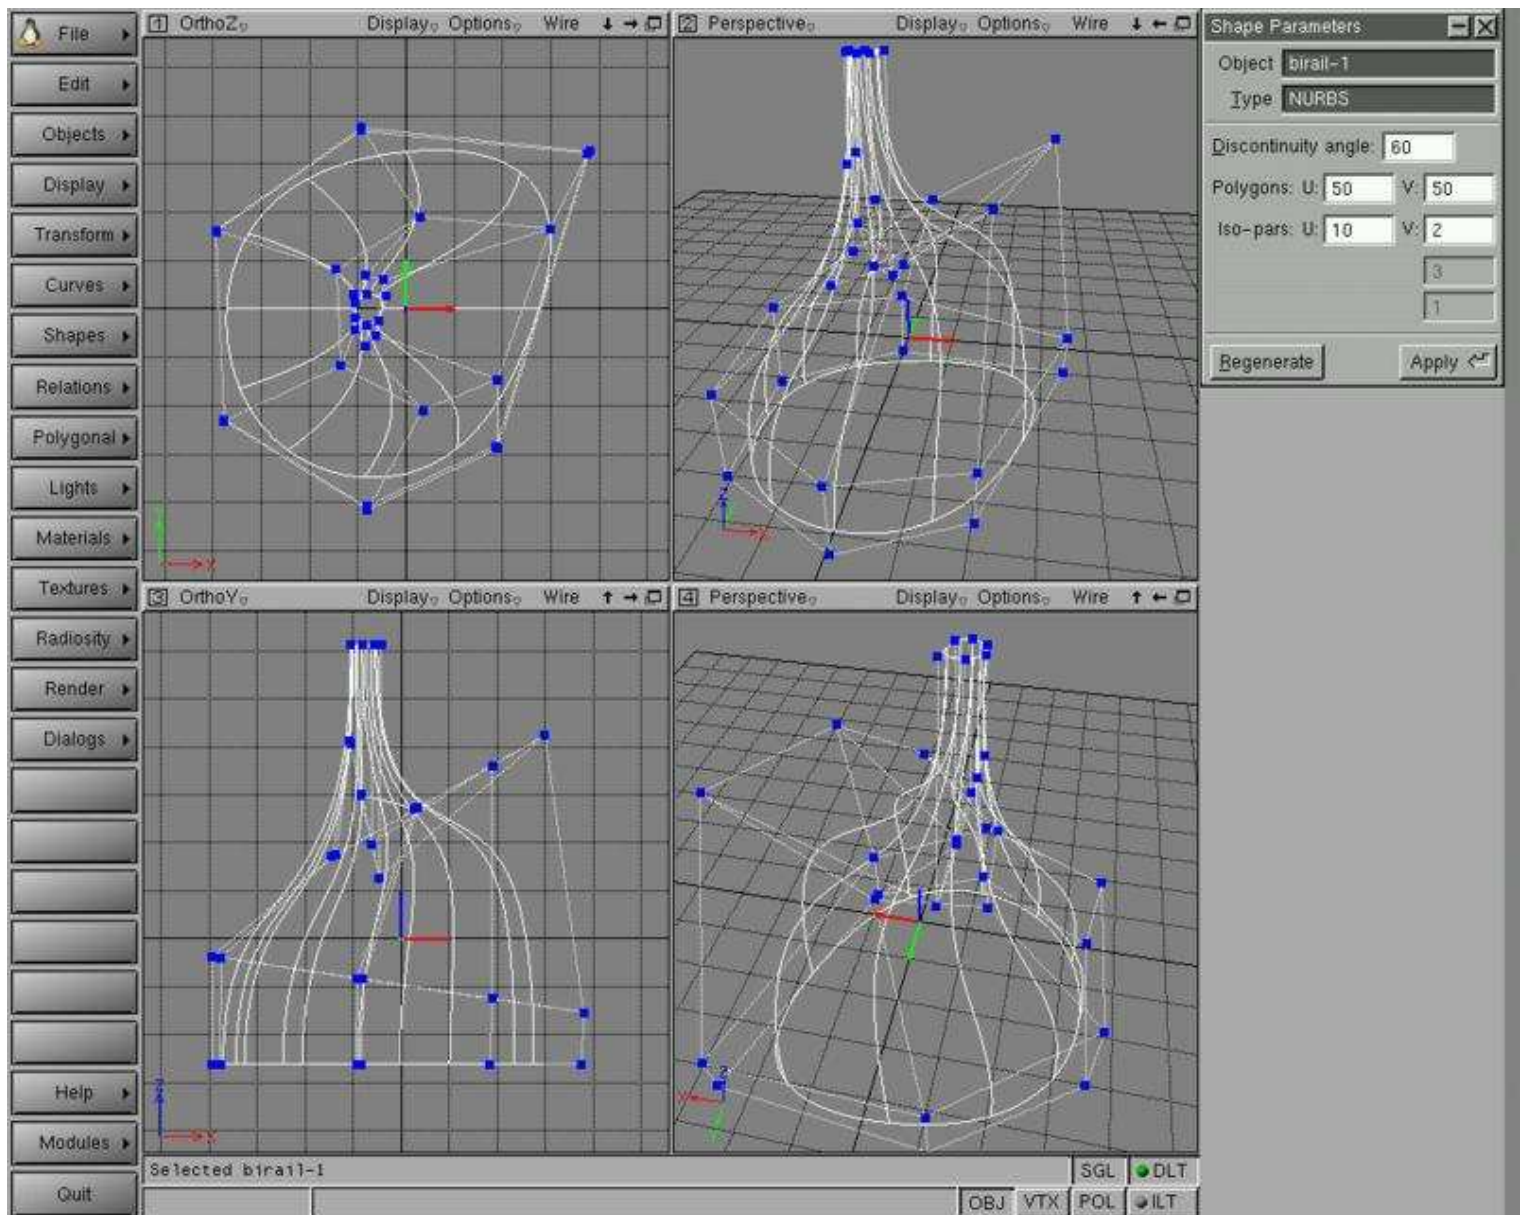 File
Edit
Objects
Display
Transform
Curves
Shapes
Relations
Polygonal
Lights
Materials
Textures
Radiosity
Render
Dialogs
Help
Modules
Quit
1 OrthoZ Display Options Wire
X
2 Perspective Display Options Wire
Z
X
3 OrthoY Display Options Wire
Z
X
4 Perspective Display Options Wire
X Z
Y
Selected birail-1
SGL DLT
OBJ VTX POL ILT
Shape Parameters
Object birail-1
Type NURBS
Discontinuity angle: 60
Polygons: U: 50 V: 50
Iso-pars: U: 10 V: 2
3
1
Regenerate Apply